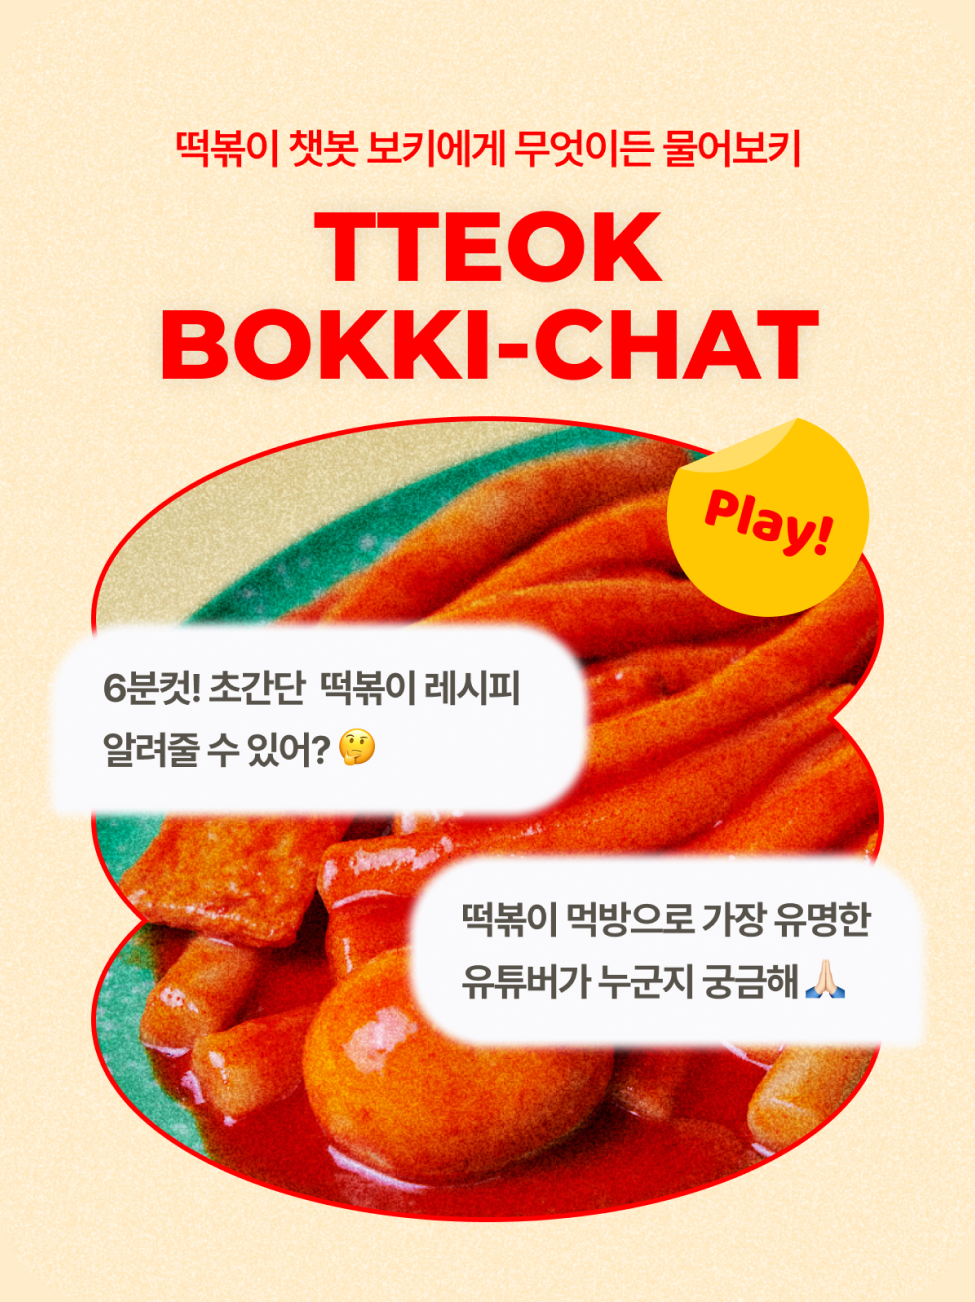 떡볶이 챗봇 보키에게 무엇이든 물어보키
TTEOK
BOKKI-CHAT
Play!
6분컷! 초간단 떡볶이 레시피
알려줄 수 있어? 🤔
떡볶이 먹방으로 가장 유명한
유튜버가 누군지 궁금해 🙏🏻